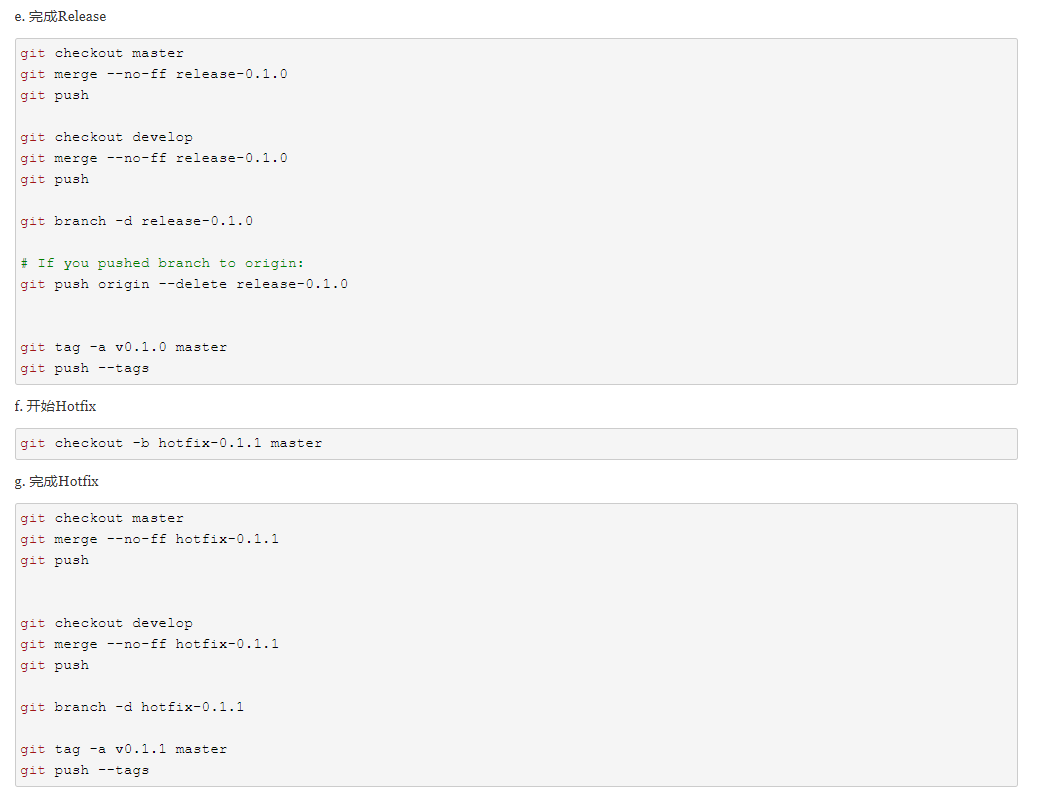 e. 完成Release
git checkout master
git merge --no-ff release-0.1.0
git push
git checkout develop
git merge --no-ff release-0.1.0
git push
git branch -d release-0.1.0
# If you pushed branch to origin:
git push origin --delete release-0.1.0
git tag -a v0.1.0 master
git push --tags
f. 开始Hotfix
git checkout -b hotfix-0.1.1 master
g. 完成Hotfix
git checkout master
git merge --no-ff hotfix-0.1.1
git push
git checkout develop
git merge --no-ff hotfix-0.1.1
git push
git branch -d hotfix-0.1.1
git tag -a v0.1.1 master
git push --tags